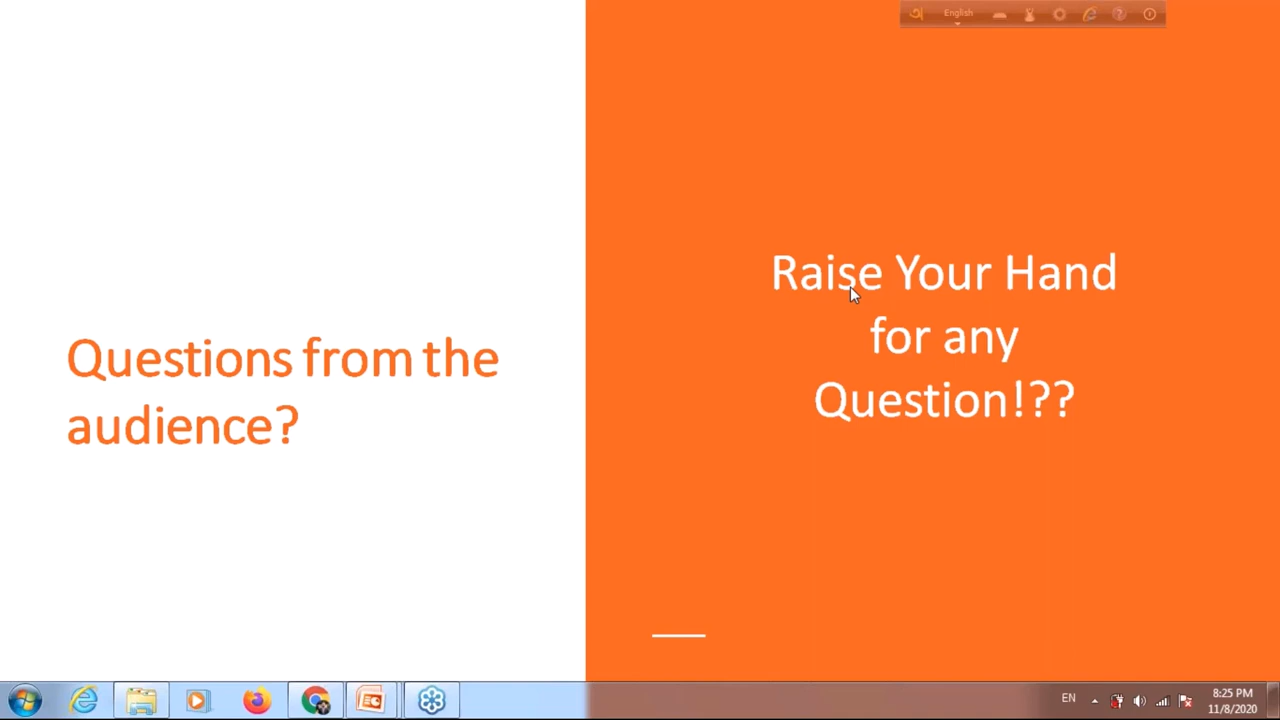 অ English
Questions from the
audience?
Raise Your Hand
for any
Question!??
EN
8:25 PM
11/8/2020